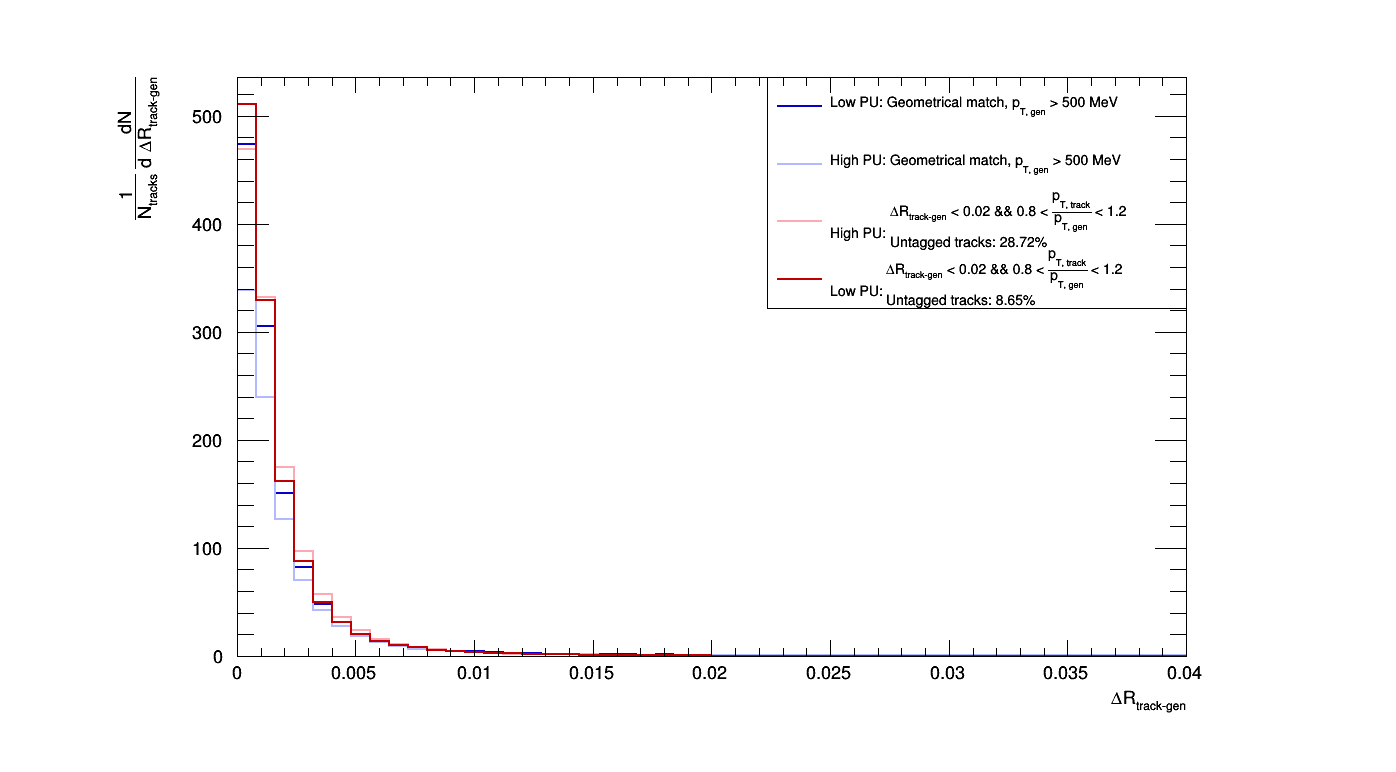 1 dN
N_tracks d ΔR_track-gen
500
400
300
200
100
0
Low PU: Geometrical match, p_T, gen > 500 MeV
High PU: Geometrical match, p_T, gen > 500 MeV
High PU: ΔR_track-gen < 0.02 && 0.8 < p_T, track / p_T, gen < 1.2
Untagged tracks: 28.72%
Low PU: ΔR_track-gen < 0.02 && 0.8 < p_T, track / p_T, gen < 1.2
Untagged tracks: 8.65%
0 0.005 0.01 0.015 0.02 0.025 0.03 0.035 0.04
ΔR_track-gen